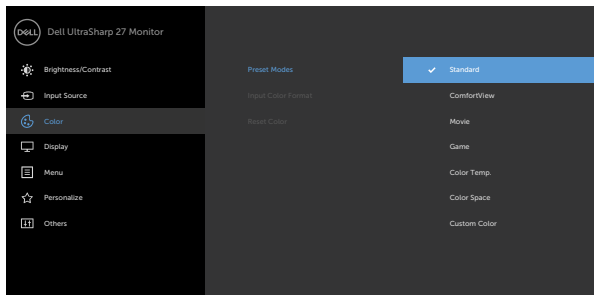 DELL Dell UltraSharp 27 Monitor
Brightness/Contrast
Input Source
Color
Display
Menu
Personalize
Others
Preset Modes
Input Color Format
Reset Color
Standard
ComfortView
Movie
Game
Color Temp.
Color Space
Custom Color